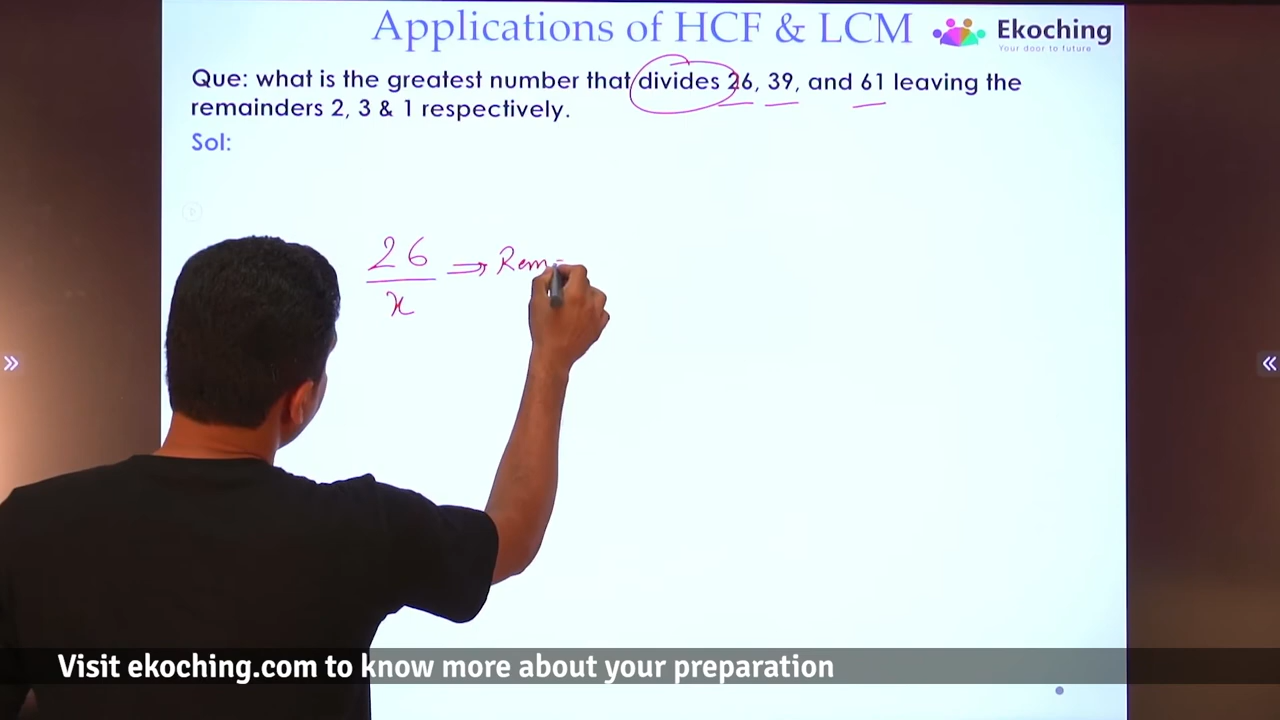 Applications of HCF & LCM
Ekoching
Your door to future
Que: what is the greatest number that divides 26, 39, and 61 leaving the
remainders 2, 3 & 1 respectively.
Sol:
26 ⇒ Rem
x
Visit ekoching.com to know more about your preparation